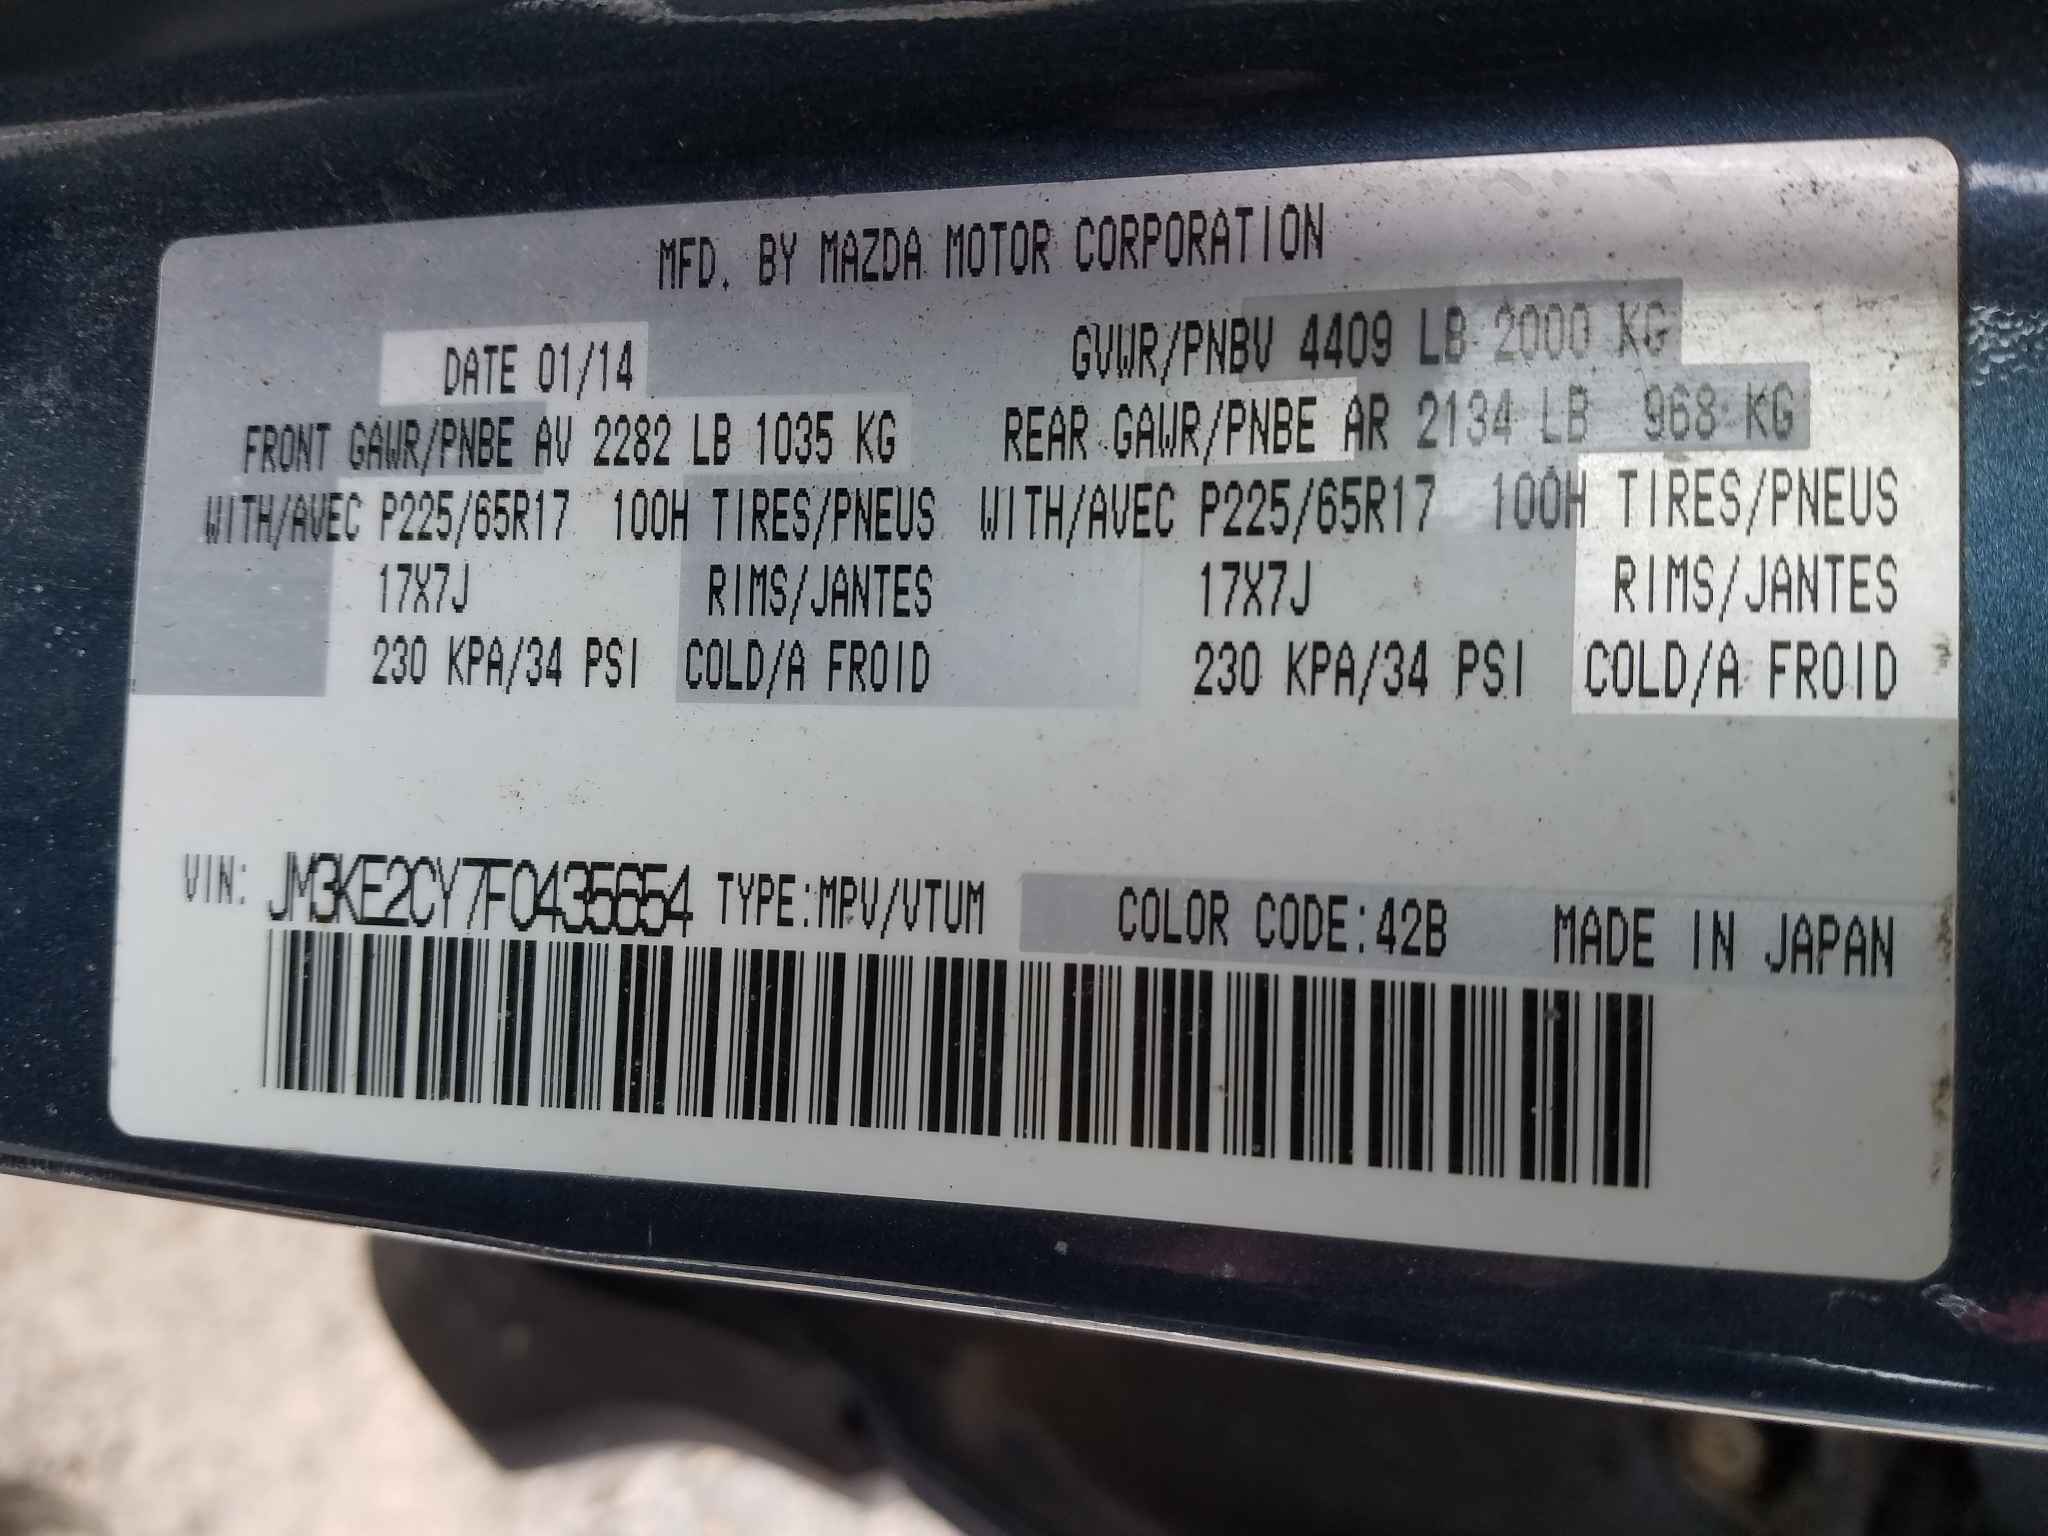 MFD. BY MAZDA MOTOR CORPORATION
DATE 01/14 GVWR/PNBV 4409 LB 2000 KG
FRONT GAWR/PNBE AV 2282 LB 1035 KG REAR GAWR/PNBE AR 2134 LB 968 KG
WITH/AVEC P225/65R17 100H TIRES/PNEUS WITH/AVEC P225/65R17 100H TIRES/PNEUS
17X7J RIMS/JANTES 17X7J RIMS/JANTES
230 KPA/34 PSI COLD/A FROID 230 KPA/34 PSI COLD/A FROID
VIN: JM3KE2CY7F0435654 TYPE:MPV/VTUM COLOR CODE:42B MADE IN JAPAN